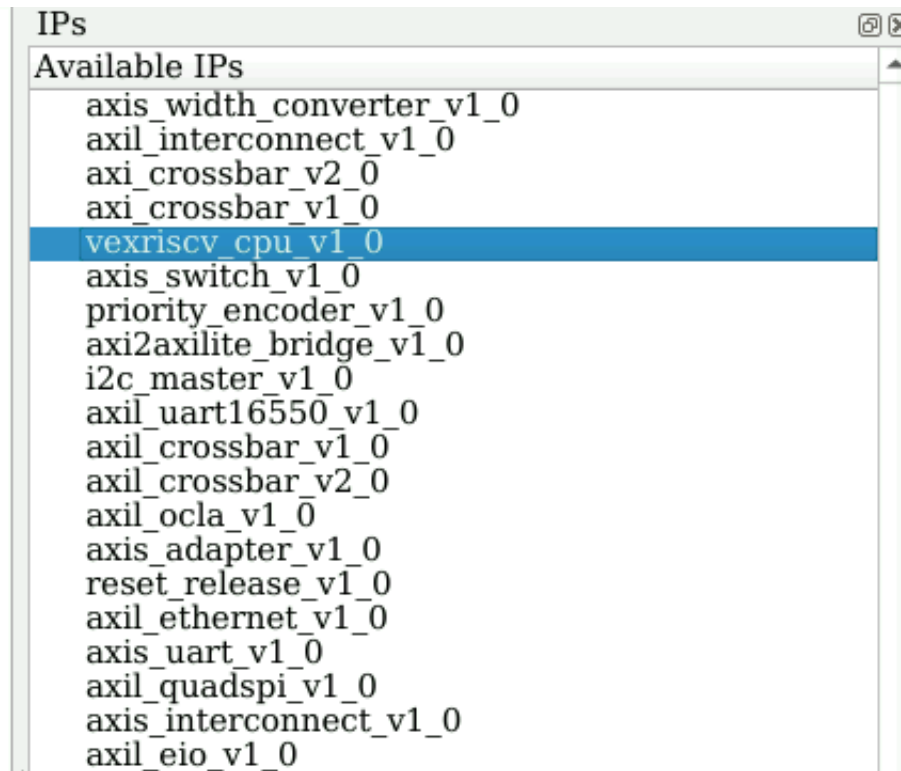 IPs
Available IPs
axis_width_converter_v1_0
axil_interconnect_v1_0
axi_crossbar_v2_0
axi_crossbar_v1_0
vexriscv_cpu_v1_0
axis_switch_v1_0
priority_encoder_v1_0
axi2axilite_bridge_v1_0
i2c_master_v1_0
axil_uart16550_v1_0
axil_crossbar_v1_0
axil_crossbar_v2_0
axil_ocla_v1_0
axis_adapter_v1_0
reset_release_v1_0
axil_ethernet_v1_0
axis_uart_v1_0
axil_quadspi_v1_0
axis_interconnect_v1_0
axil_eio_v1_0